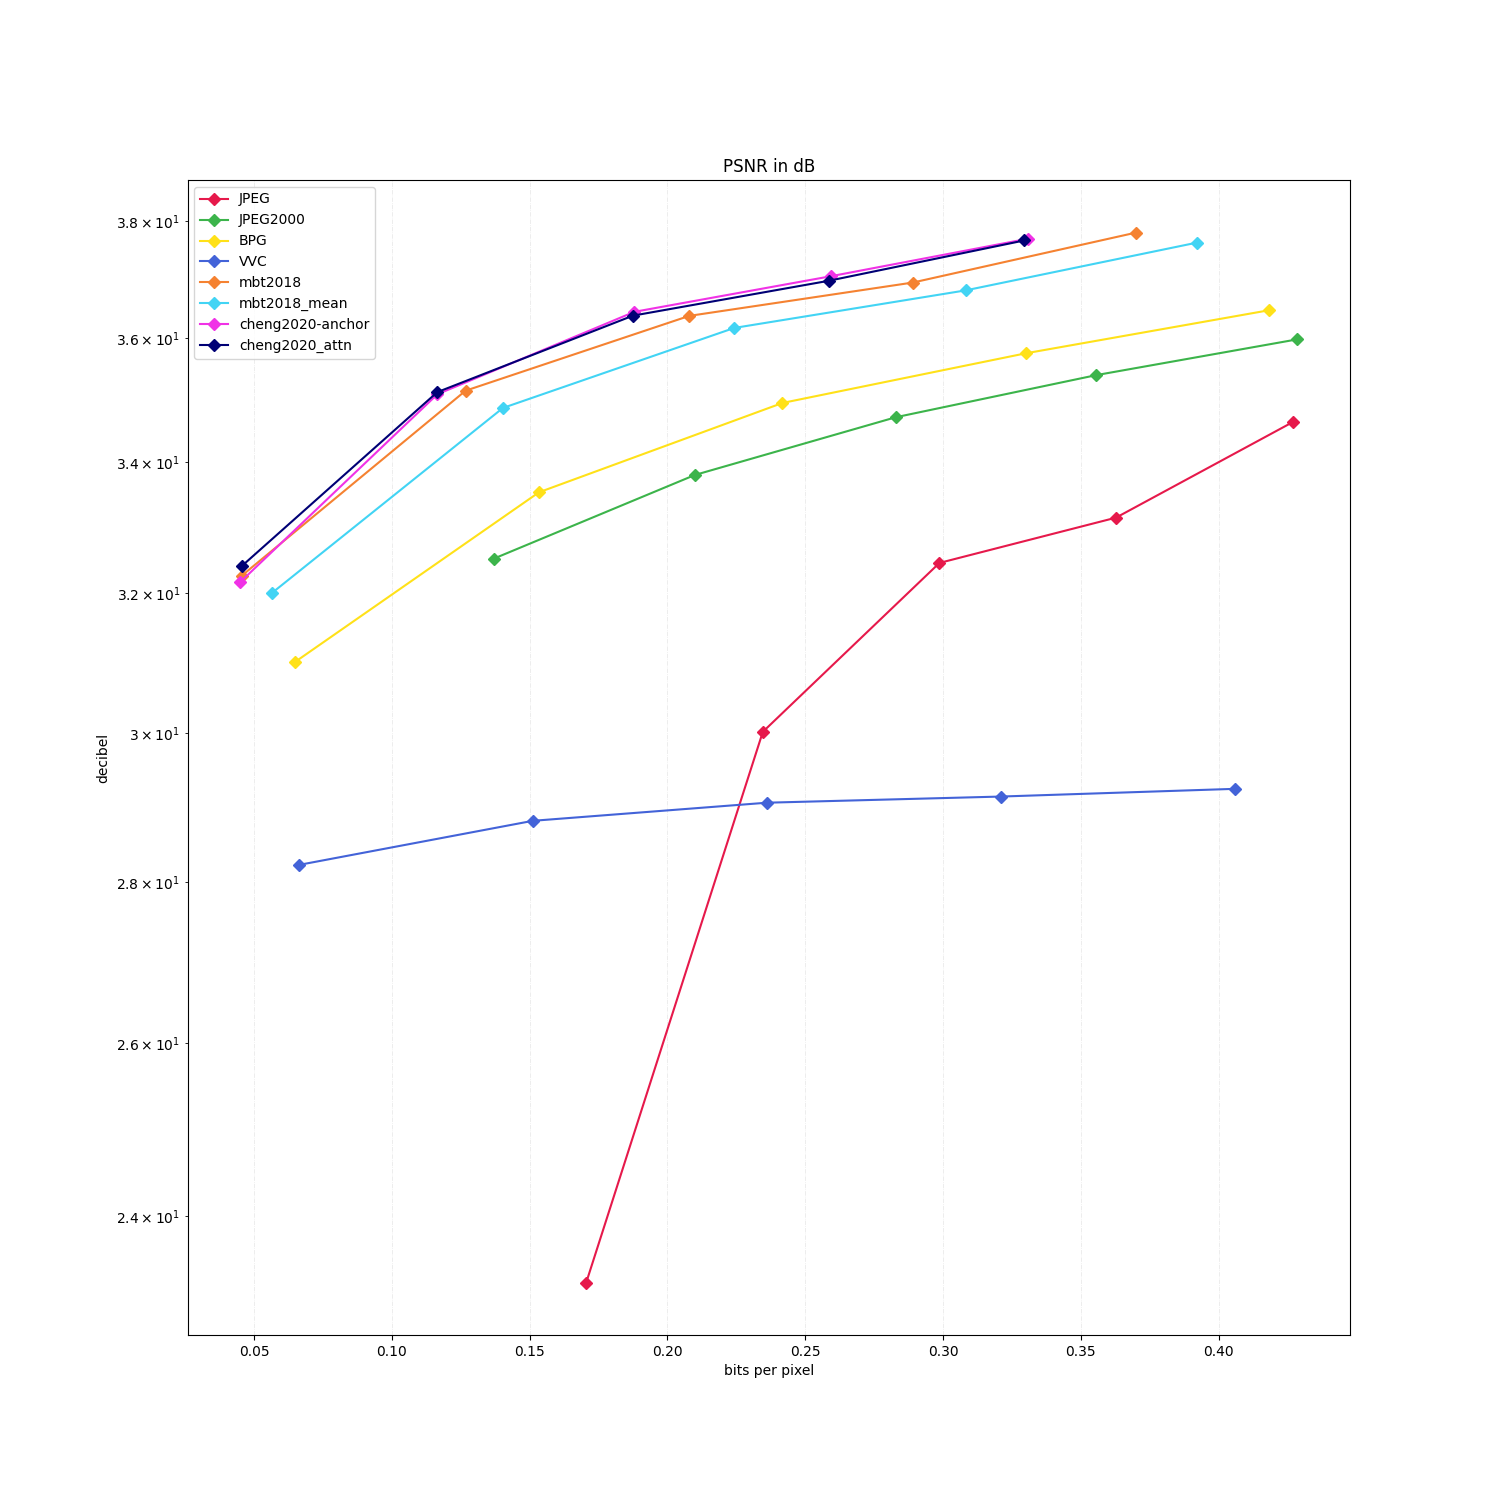 PSNR in dB
JPEG
JPEG2000
BPG
VVC
mbt2018
mbt2018_mean
cheng2020-anchor
cheng2020_attn
3.8 × 10¹
3.6 × 10¹
3.4 × 10¹
3.2 × 10¹
3 × 10¹
2.8 × 10¹
2.6 × 10¹
2.4 × 10¹
decibel
0.05 0.10 0.15 0.20 0.25 0.30 0.35 0.40
bits per pixel